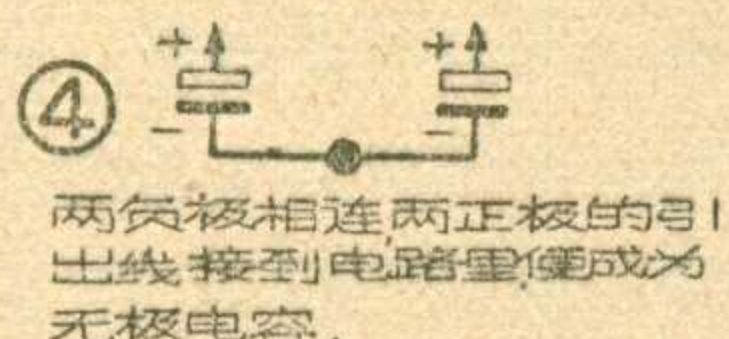 ④
+ +
- -
两负极相连,两正极的引
出线接到电路里,便成为
无极电容.